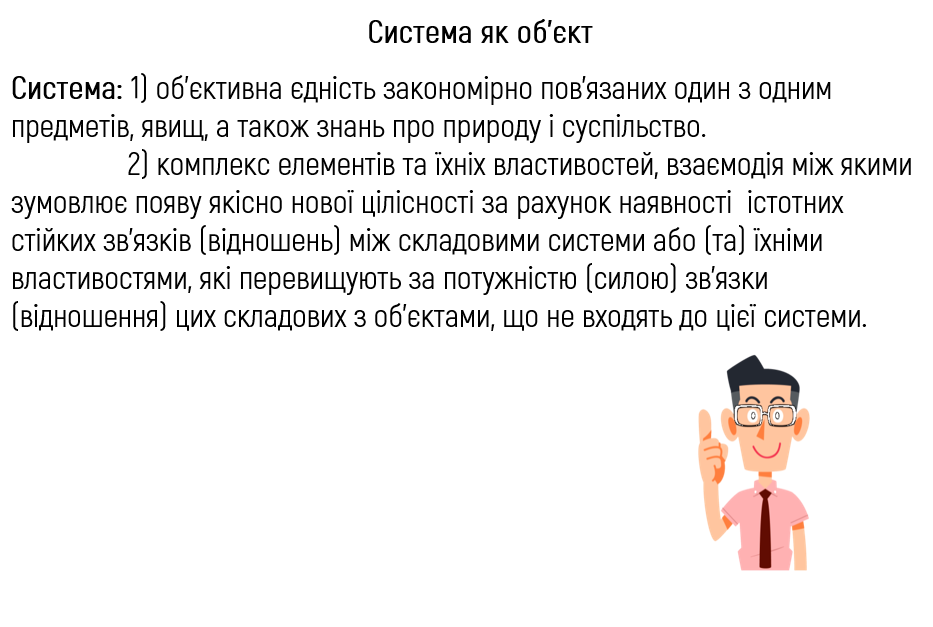 Система як об'єкт
Система: 1) об'єктивна єдність закономірно пов'язаних один з одним
предметів, явищ, а також знань про природу і суспільство.
2) комплекс елементів та їхніх властивостей, взаємодія між якими
зумовлює появу якісно нової цілісності за рахунок наявності істотних
стійких зв'язків (відношень) між складовими системи або (та) їхніми
властивостями, які перевищують за потужністю (силою) зв'язки
(відношення) цих складових з об'єктами, що не входять до цієї системи.